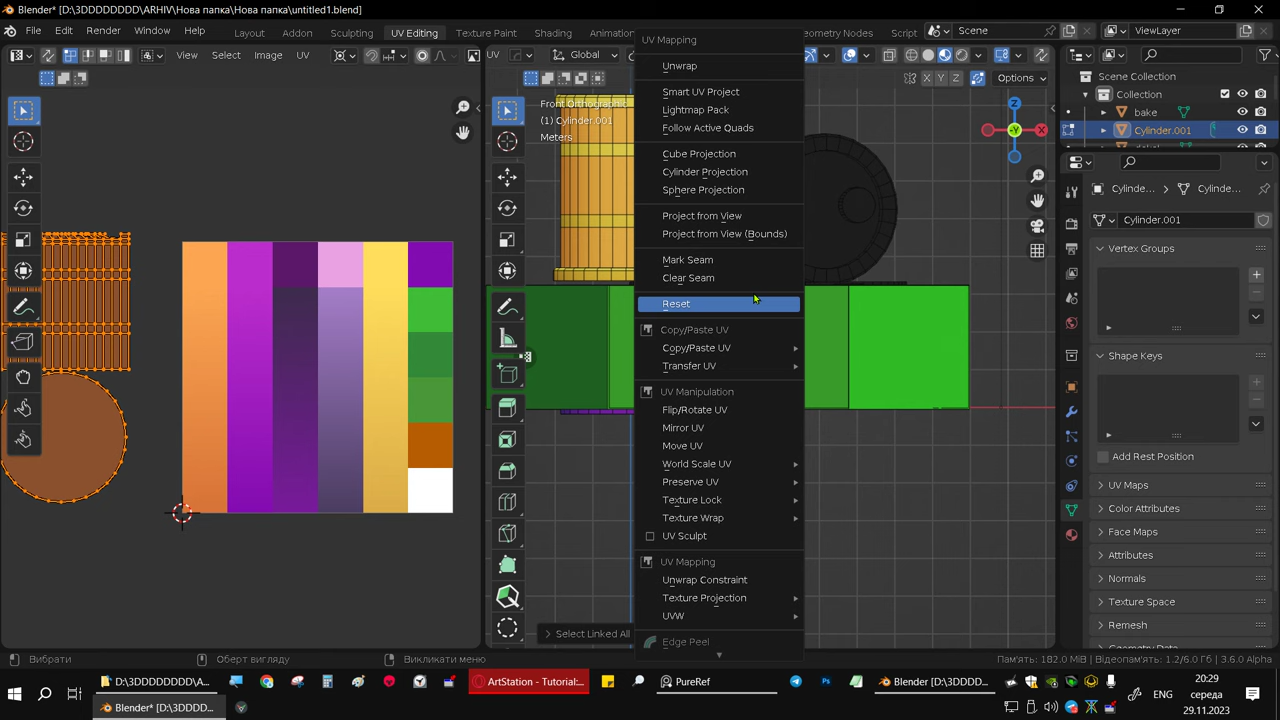 Blender* [D:\3DDDDDDDD\ARHIV\Нова папка\Нова папка\untitled1.blend]
File Edit Render Window Help
Layout Addon UV Editing Texture Paint Shading Scene ViewLayer
View Select Image UV
UV Global
Options
Front Orthographic
(1) Cylinder.001
Meters
UV Mapping
Unwrap
Smart UV Project
Lightmap Pack
Follow Active Quads
Cube Projection
Cylinder Projection
Sphere Projection
Project from View
Project from View (Bounds)
Mark Seam
Clear Seam
Reset
Copy/Paste UV
Copy/Paste UV
Transfer UV
UV Manipulation
Flip/Rotate UV
Mirror UV
Move UV
World Scale UV
Preserve UV
Texture Lock
Texture Wrap
UV Sculpt
UV Mapping
Unwrap Constraint
Texture Projection
UVW
Edge Peel
Select Linked All
X Y Z
Z
X
-Y
Scene Collection
Collection
bake
Cylinder.001
Cylinde... Cylinde...
Cylinder.001
Vertex Groups
Shape Keys
Add Rest Position
UV Maps
Color Attributes
Face Maps
Attributes
Normals
Texture Space
Remesh
Вибрати Оберт вигляду Викликати меню
Пам'ять: 182.0 MiB | Відеопам.: 1.2/6.0 Гб | 3.6.0 Alpha
D:\3DDDDDDDD\A... ArtStation - Tutorial:... PureRef Blender [D:\3DDDD...
Blender* [D:\3DDDD...
ENG
20:29
середа
29.11.2023